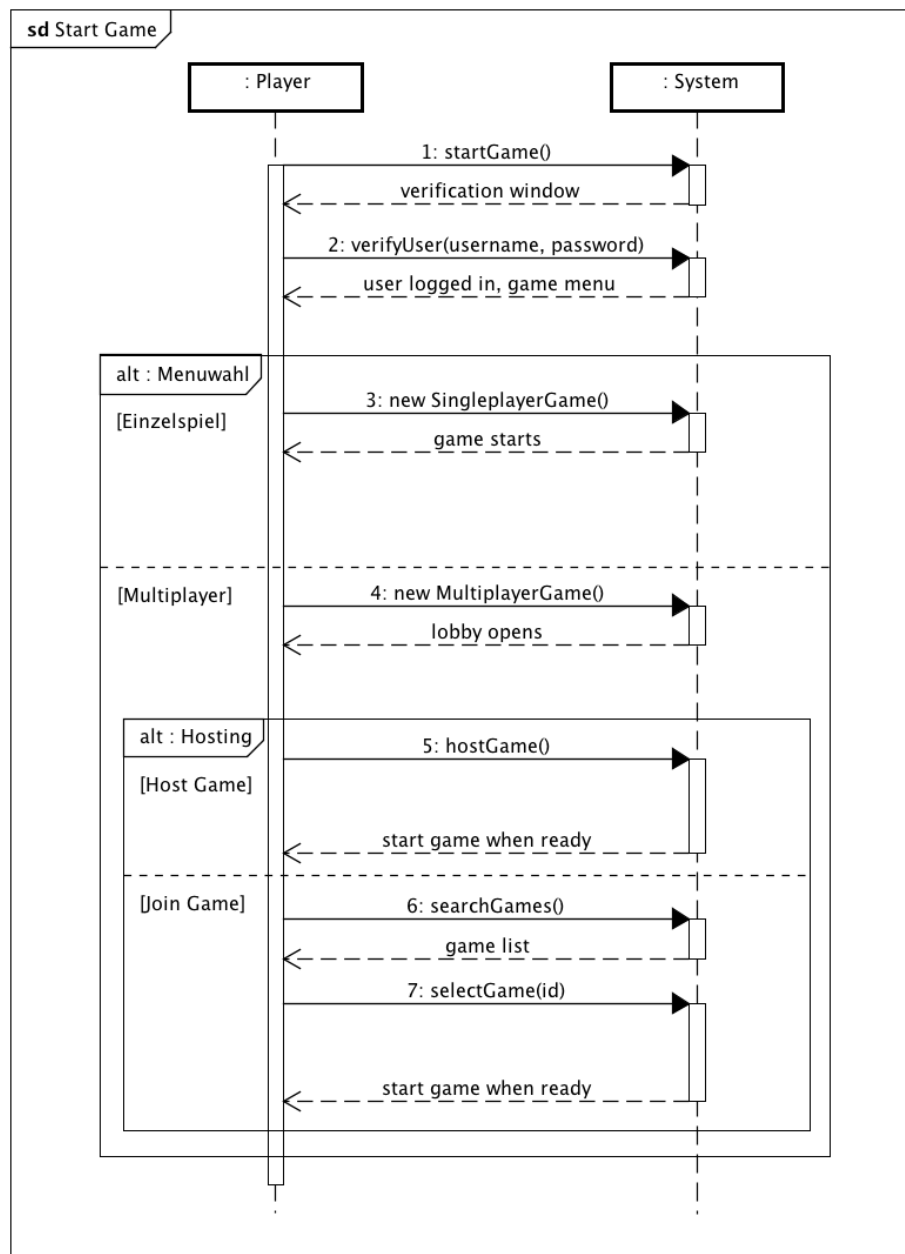 sd Start Game
: Player
: System
1: startGame()
verification window
2: verifyUser(username, password)
user logged in, game menu
alt : Menuwahl
3: new SingleplayerGame()
[Einzelspiel]
game starts
[Multiplayer]
4: new MultiplayerGame()
lobby opens
alt : Hosting
5: hostGame()
[Host Game]
start game when ready
[Join Game]
6: searchGames()
game list
7: selectGame(id)
start game when ready